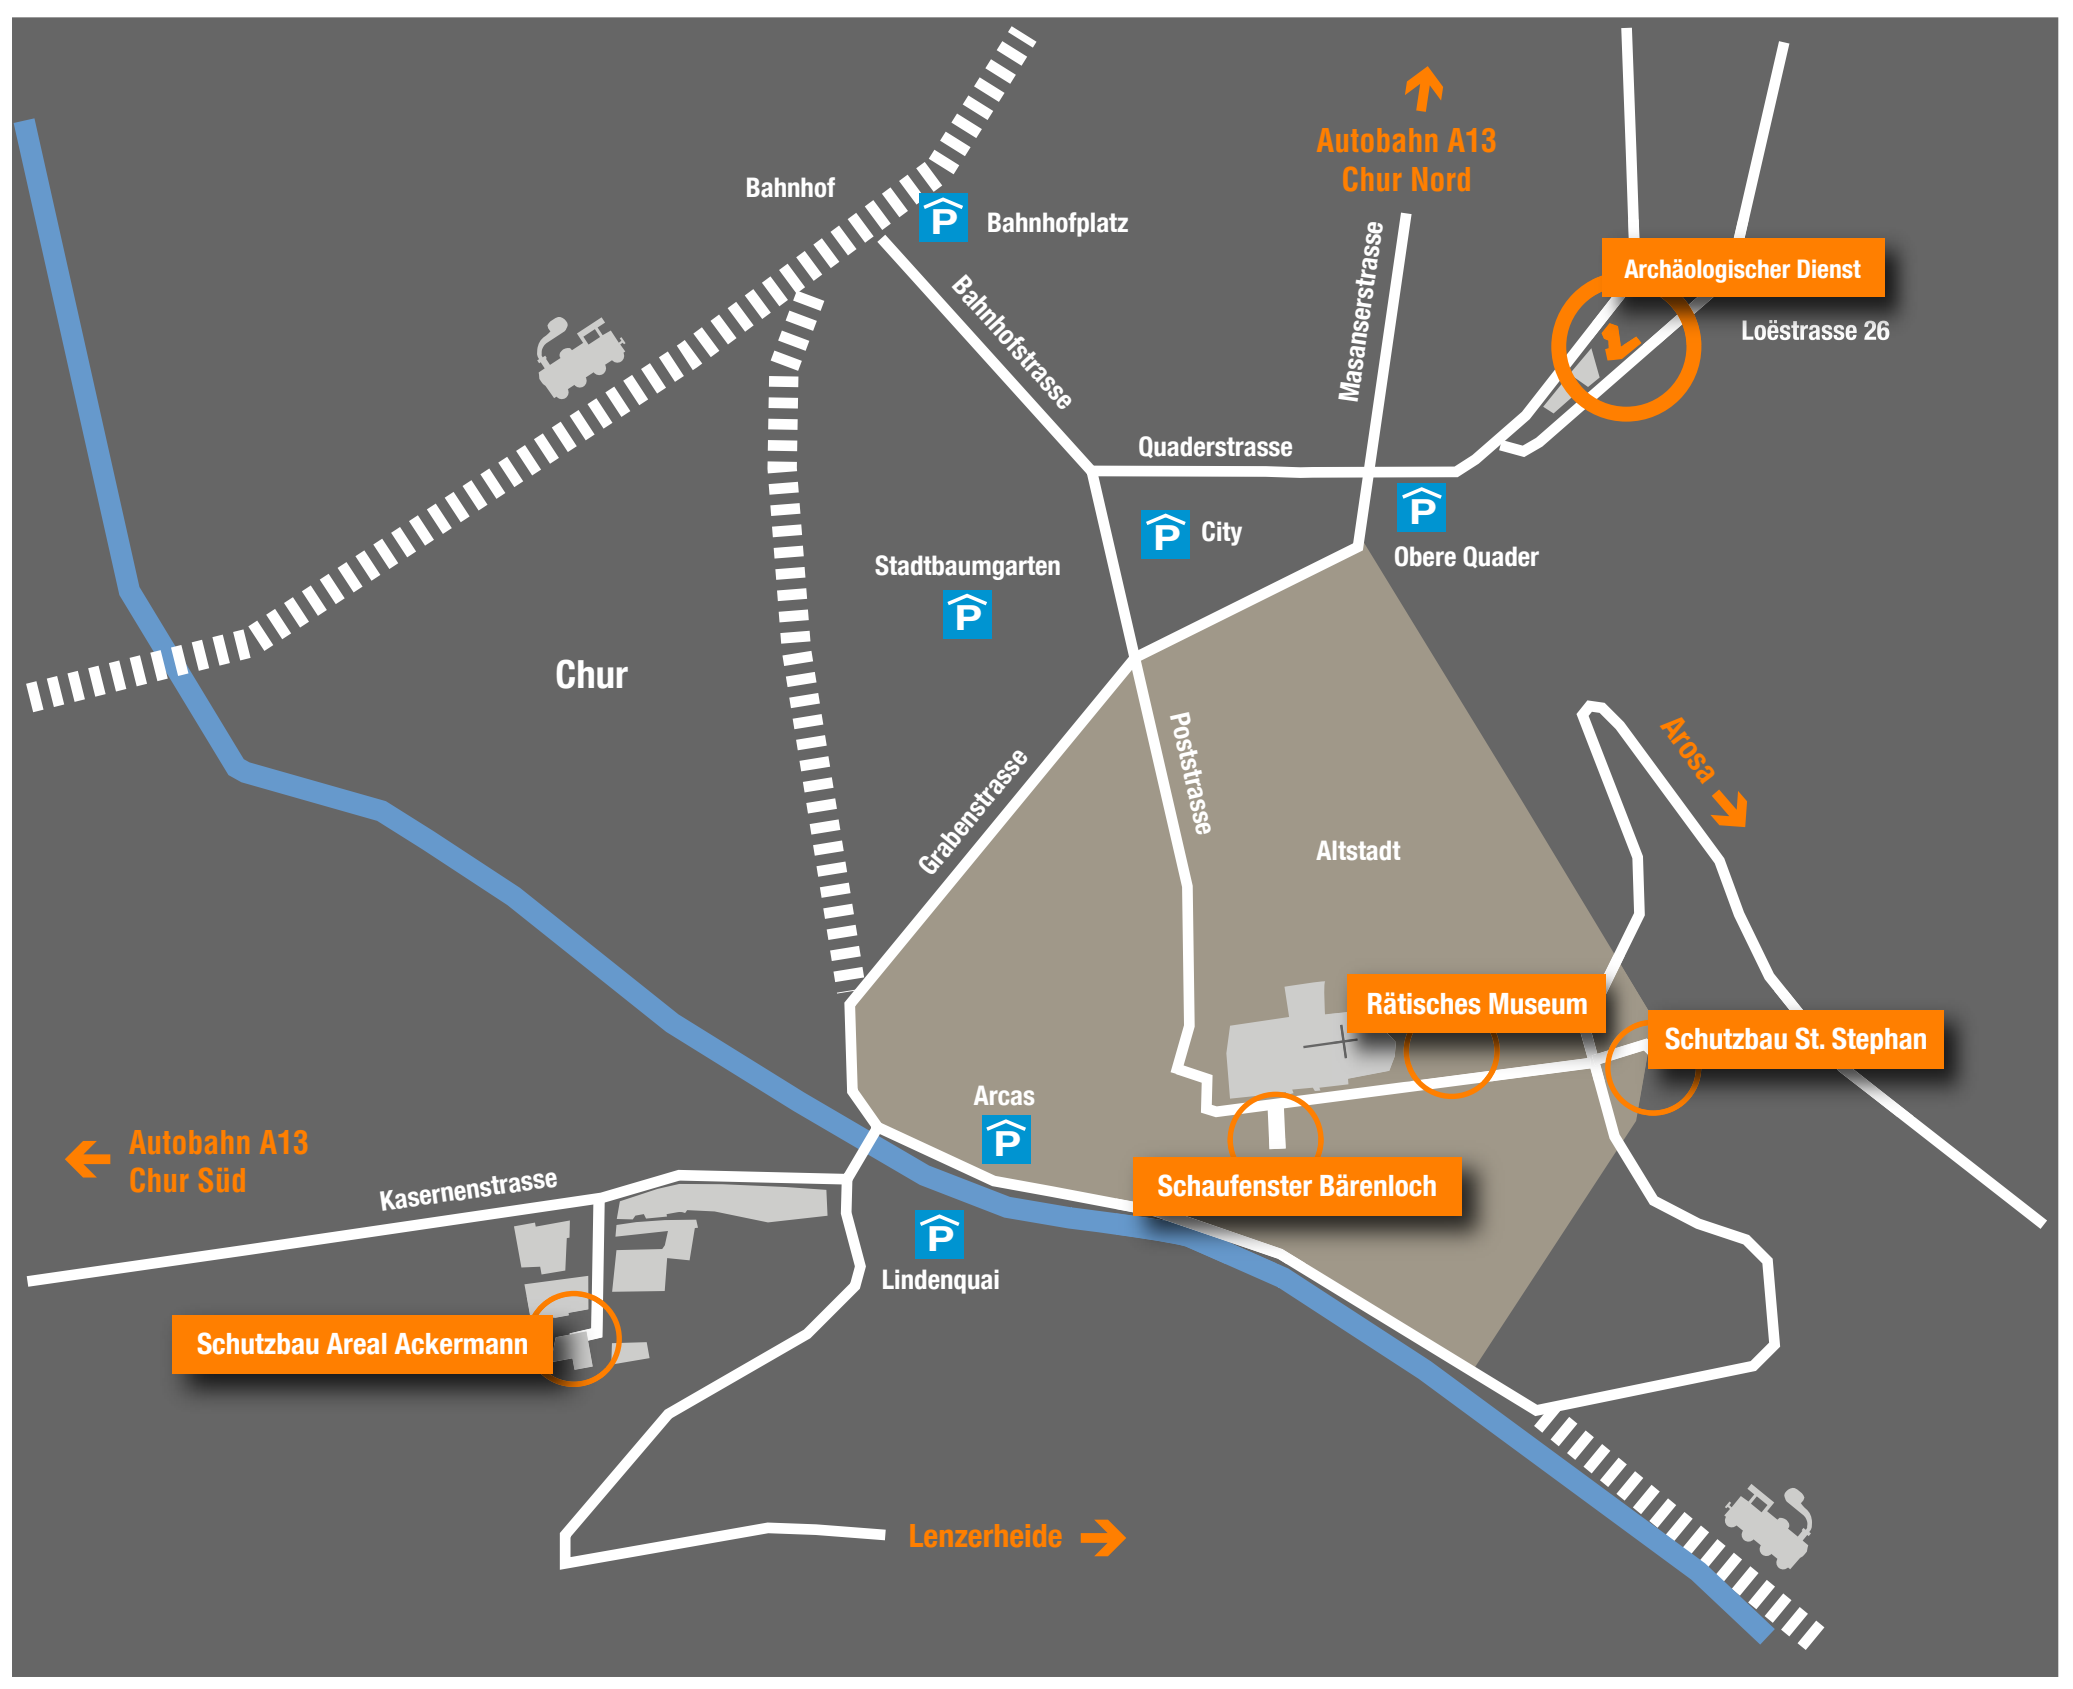 Autobahn A13
Chur Nord
Bahnhof
P
Bahnhofplatz
Bahnhofstrasse
Masanserstrasse
Archäologischer Dienst
Loëstrasse 26
Quaderstrasse
P
City
P
Obere Quader
Stadtbaumgarten
P
Chur
Grabenstrasse
Poststrasse
Altstadt
Arosa
Rätisches Museum
Schutzbau St. Stephan
Arcas
P
Autobahn A13
Chur Süd
Kasernenstrasse
Schaufenster Bärenloch
P
Lindenquai
Schutzbau Areal Ackermann
Lenzerheide